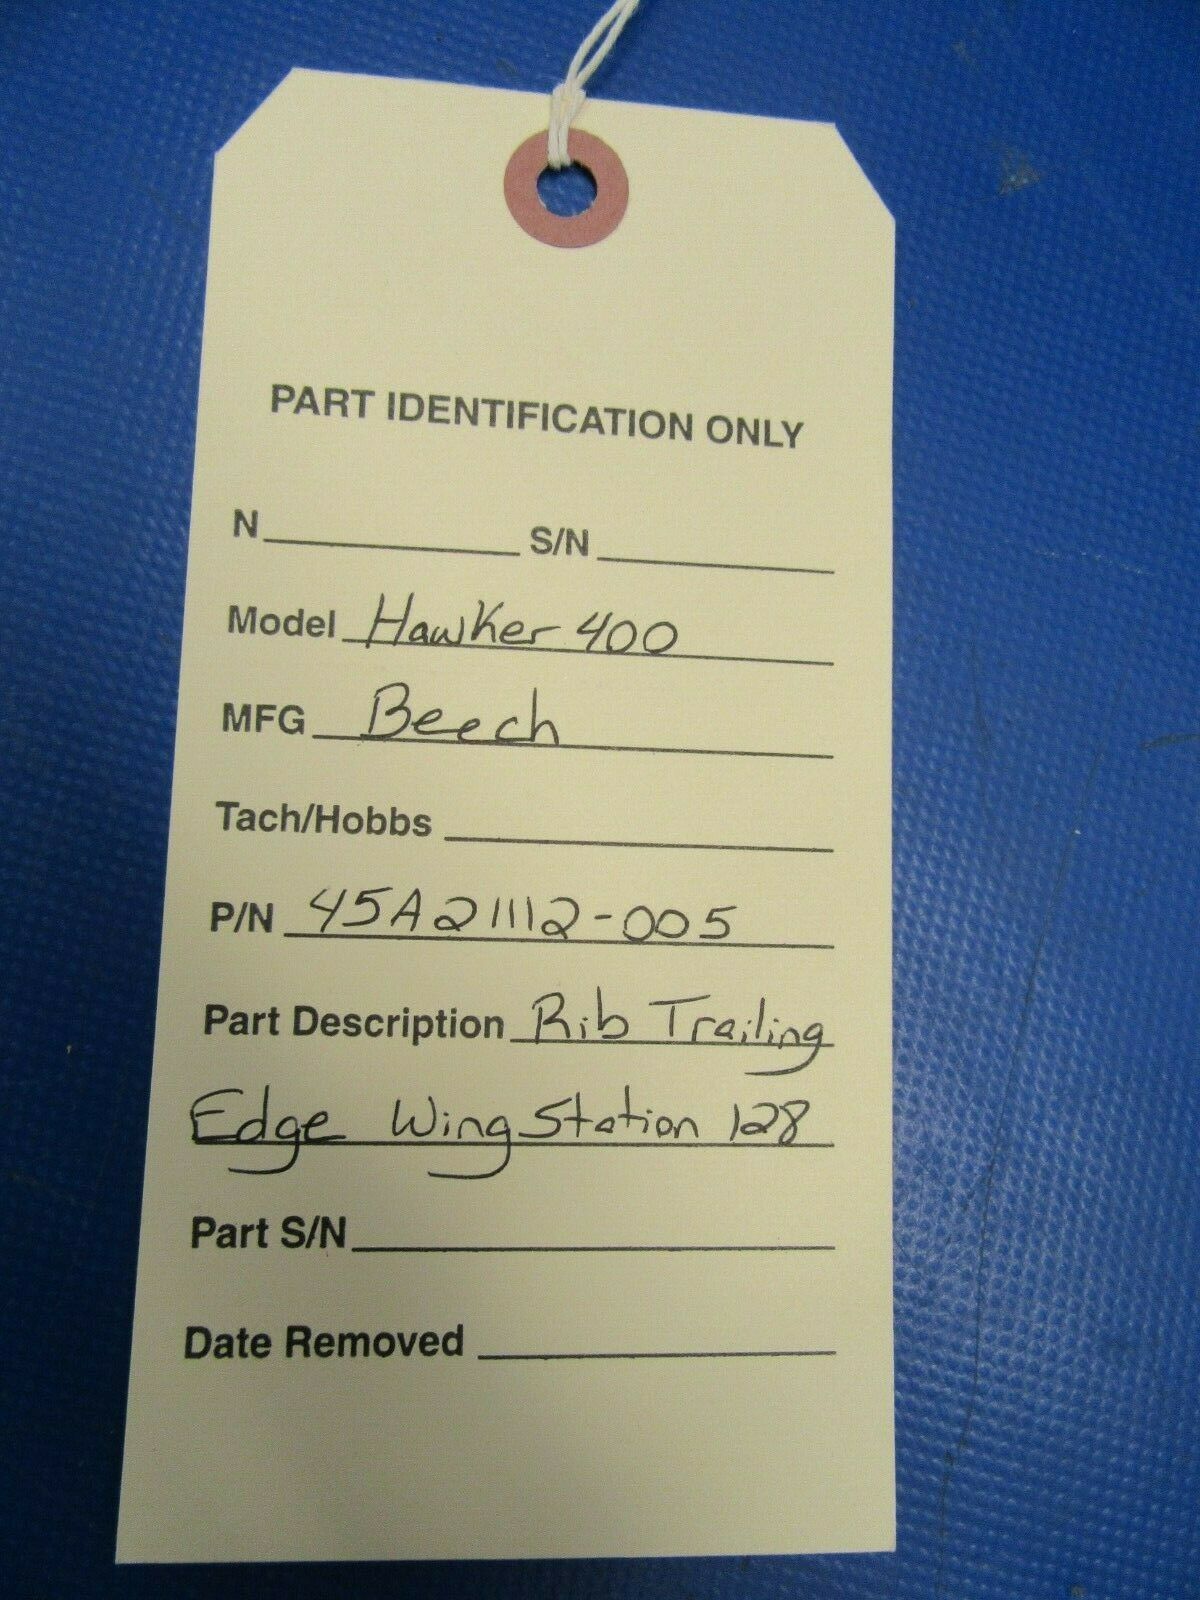 PART IDENTIFICATION ONLY
N S/N
Model Hawker 400
MFG Beech
Tach/Hobbs
P/N 45A21112-005
Part Description Rib Trailing
Edge Wing Station 128
Part S/N
Date Removed